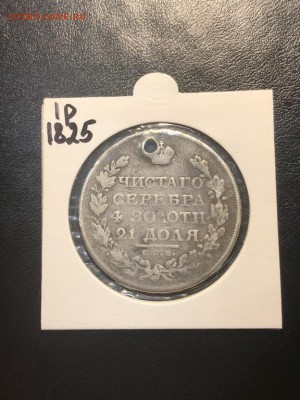 1р
1825
ЧИСТАГО
СЕРЕБРА
4 ЗОЛОТН
21 ДОЛЯ
С.П.Б.